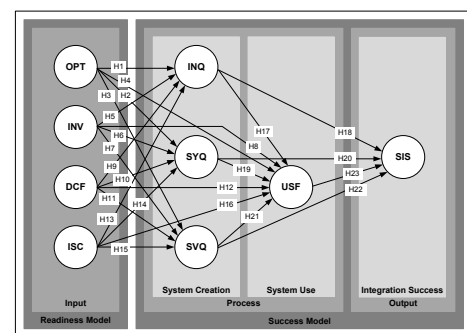 OPT
H1
INQ
H4
H3
H2
H5
H17
H18
INV
H6
H8
H7
SYQ
H20
SIS
H9
H19
H23
DCF
H10
H12
USF
H22
H11
H14
H16
H13
H21
ISC
H15
SVQ
System Creation
System Use
Integration Success
Input
Process
Output
Readiness Model
Success Model